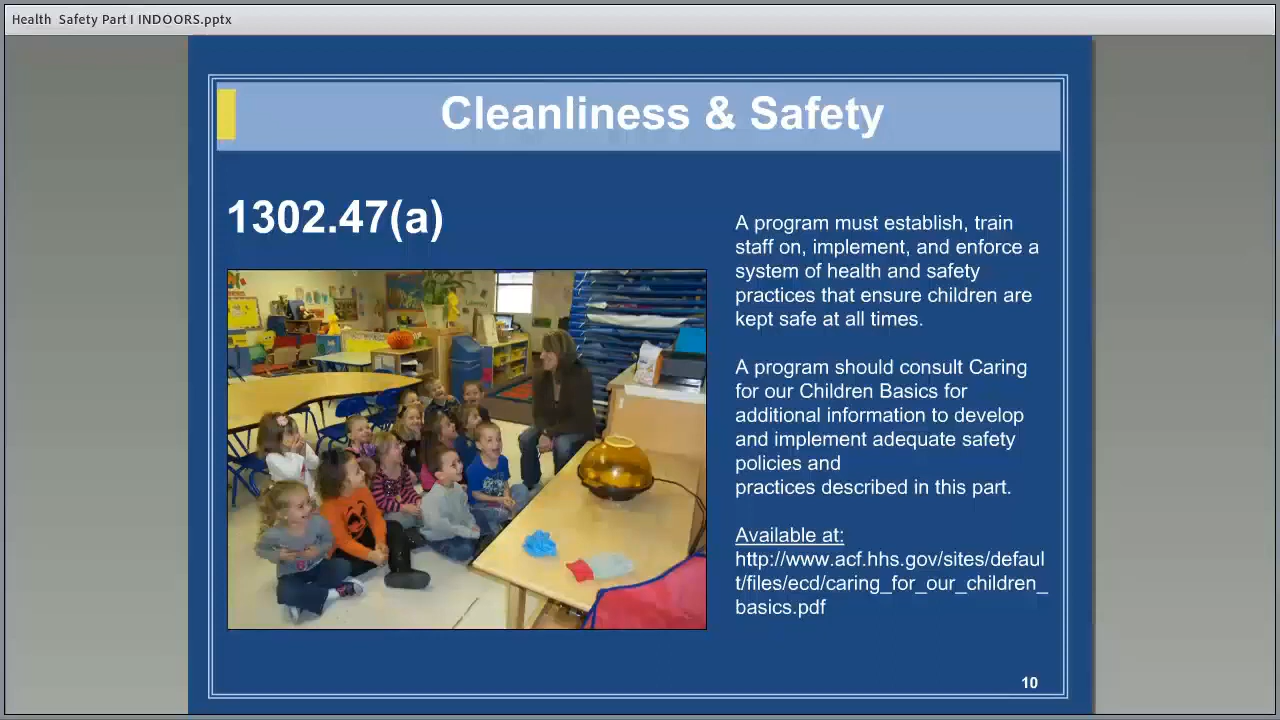 Health  Safety Part I INDOORS.pptx
Cleanliness & Safety
1302.47(a)
A program must establish, train
staff on, implement, and enforce a
system of health and safety
practices that ensure children are
kept safe at all times.
A program should consult Caring
for our Children Basics for
additional information to develop
and implement adequate safety
policies and
practices described in this part.
Available at:
http://www.acf.hhs.gov/sites/defaul
t/files/ecd/caring_for_our_children_
basics.pdf
10